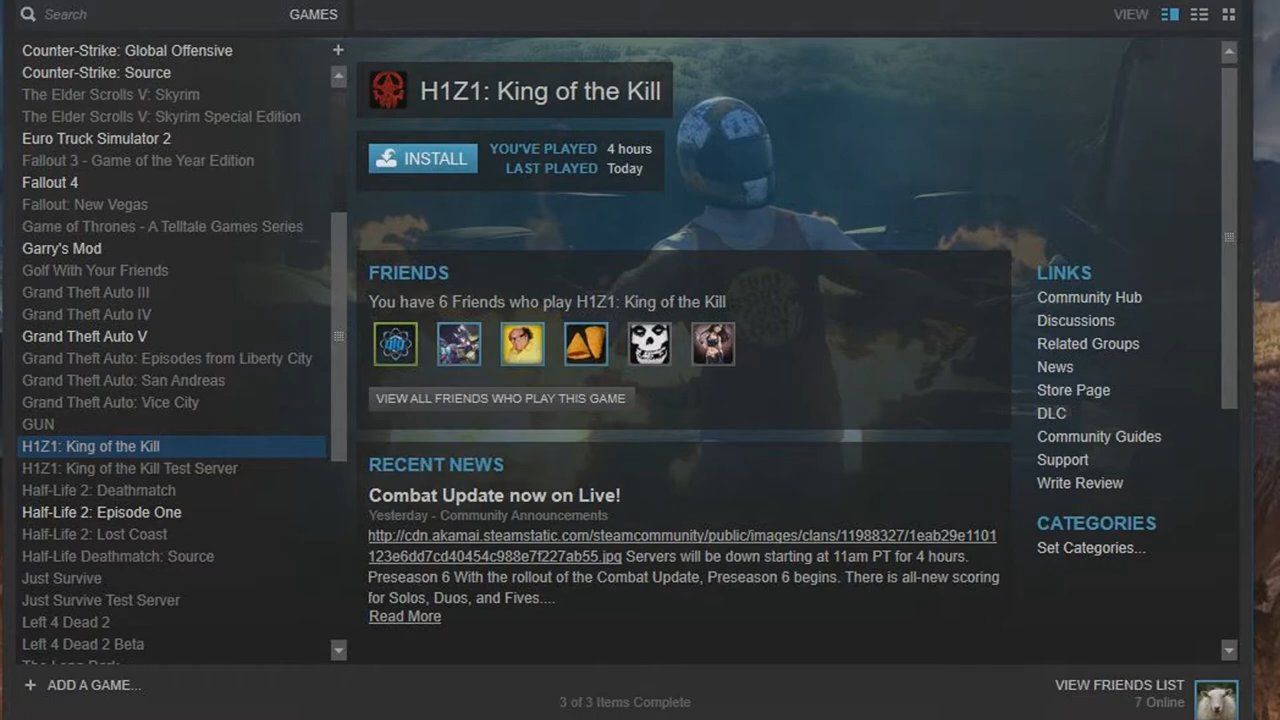 Search
GAMES
VIEW
Counter-Strike: Global Offensive
Counter-Strike: Source
The Elder Scrolls V: Skyrim
The Elder Scrolls V: Skyrim Special Edition
Euro Truck Simulator 2
Fallout 3 - Game of the Year Edition
Fallout 4
Fallout: New Vegas
Game of Thrones - A Telltale Games Series
Garry's Mod
Golf With Your Friends
Grand Theft Auto III
Grand Theft Auto IV
Grand Theft Auto V
Grand Theft Auto: Episodes from Liberty City
Grand Theft Auto: San Andreas
Grand Theft Auto: Vice City
GUN
H1Z1: King of the Kill
H1Z1: King of the Kill Test Server
Half-Life 2: Deathmatch
Half-Life 2: Episode One
Half-Life 2: Lost Coast
Half-Life Deathmatch: Source
Just Survive
Just Survive Test Server
Left 4 Dead 2
Left 4 Dead 2 Beta
The Long Dark
+ ADD A GAME...
H1Z1: King of the Kill
INSTALL
YOU'VE PLAYED 4 hours
LAST PLAYED Today
FRIENDS
You have 6 Friends who play H1Z1: King of the Kill
VIEW ALL FRIENDS WHO PLAY THIS GAME
RECENT NEWS
Combat Update now on Live!
Yesterday - Community Announcements
http://cdn.akamai.steamstatic.com/steamcommunity/public/images/clans/11988327/1eab29e1101
123e6dd7cd40454c988e7f227ab55.jpg Servers will be down starting at 11am PT for 4 hours.
Preseason 6 With the rollout of the Combat Update, Preseason 6 begins. There is all-new scoring
for Solos, Duos, and Fives....
Read More
LINKS
Community Hub
Discussions
Related Groups
News
Store Page
DLC
Community Guides
Support
Write Review
CATEGORIES
Set Categories...
3 of 3 Items Complete
VIEW FRIENDS LIST
7 Online